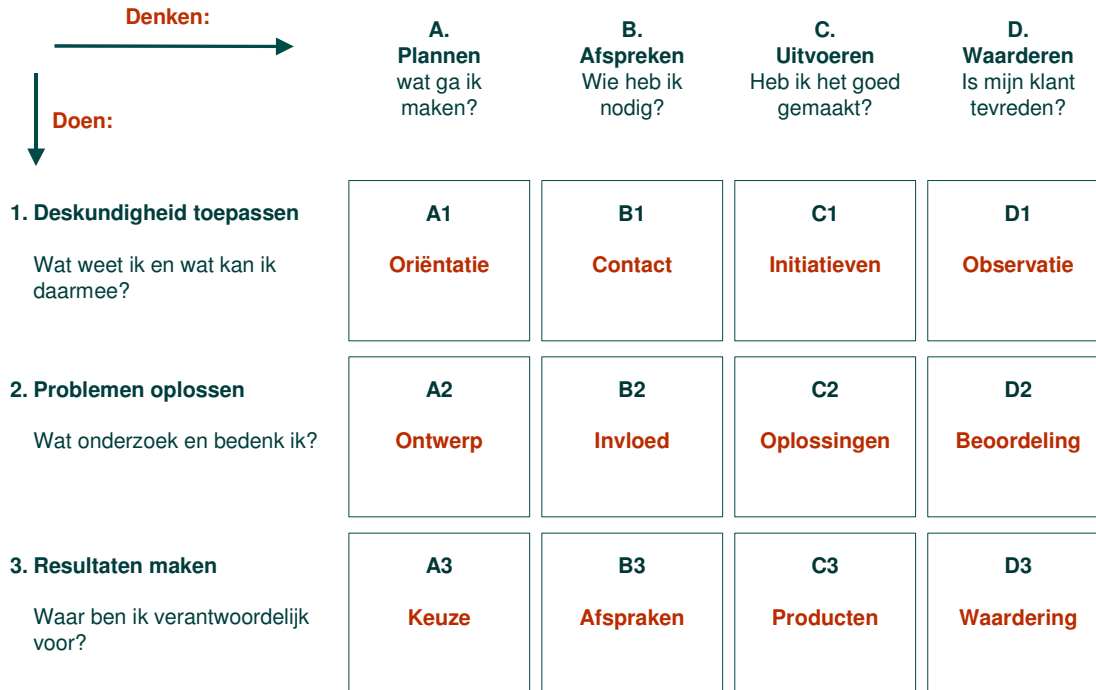 Denken:
Doen:
A.
Plannen
wat ga ik
maken?
B.
Afspreken
Wie heb ik
nodig?
C.
Uitvoeren
Heb ik het goed
gemaakt?
D.
Waarderen
Is mijn klant
tevreden?
1. Deskundigheid toepassen
Wat weet ik en wat kan ik
daarmee?
A1
Oriëntatie
B1
Contact
C1
Initiatieven
D1
Observatie
2. Problemen oplossen
Wat onderzoek en bedenk ik?
A2
Ontwerp
B2
Invloed
C2
Oplossingen
D2
Beoordeling
3. Resultaten maken
Waar ben ik verantwoordelijk
voor?
A3
Keuze
B3
Afspraken
C3
Producten
D3
Waardering